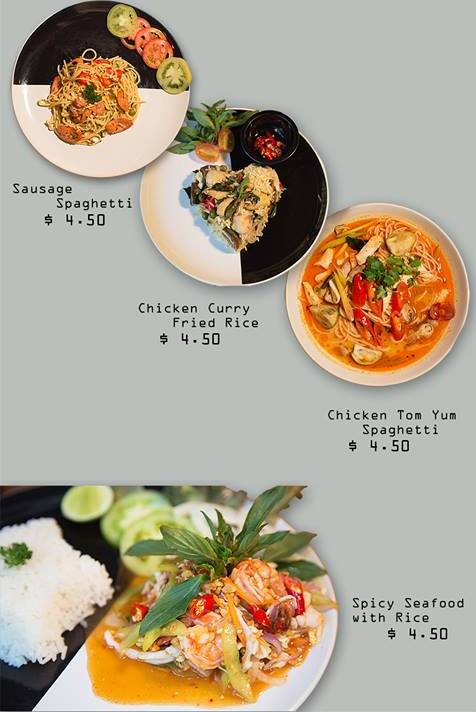 Sausage
Spaghetti
$ 4.50
Chicken Curry
Fried Rice
$ 4.50
Chicken Tom Yum
Spaghetti
$ 4.50
Spicy Seafood
with Rice
$ 4.50